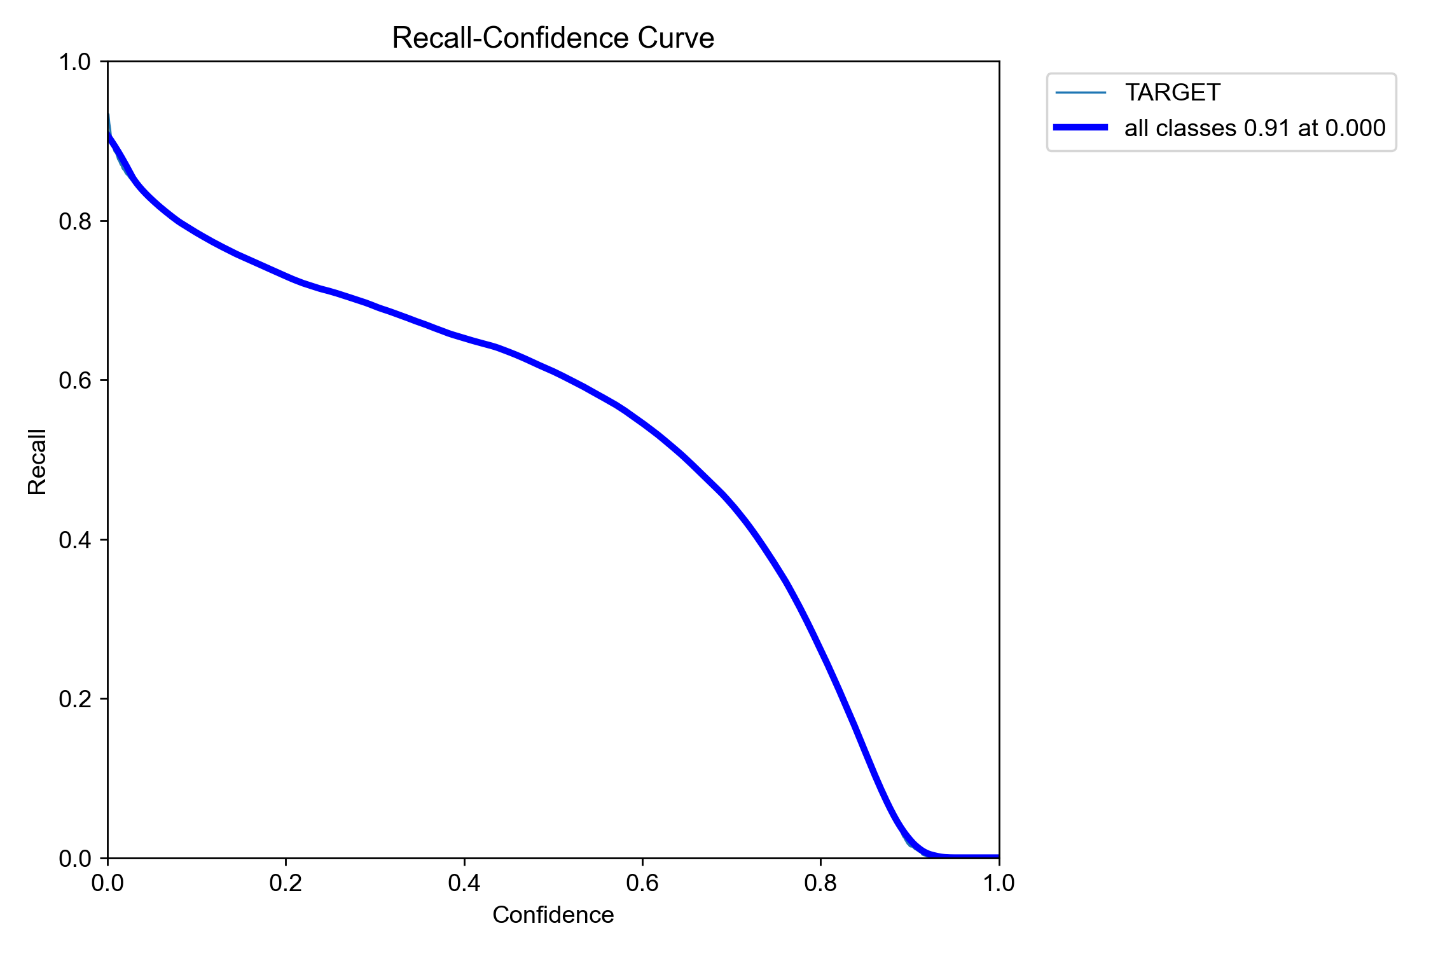 Recall-Confidence Curve
1.0
0.8
0.6
0.4
0.2
0.0
Recall
0.0 0.2 0.4 0.6 0.8 1.0
Confidence
TARGET
all classes 0.91 at 0.000